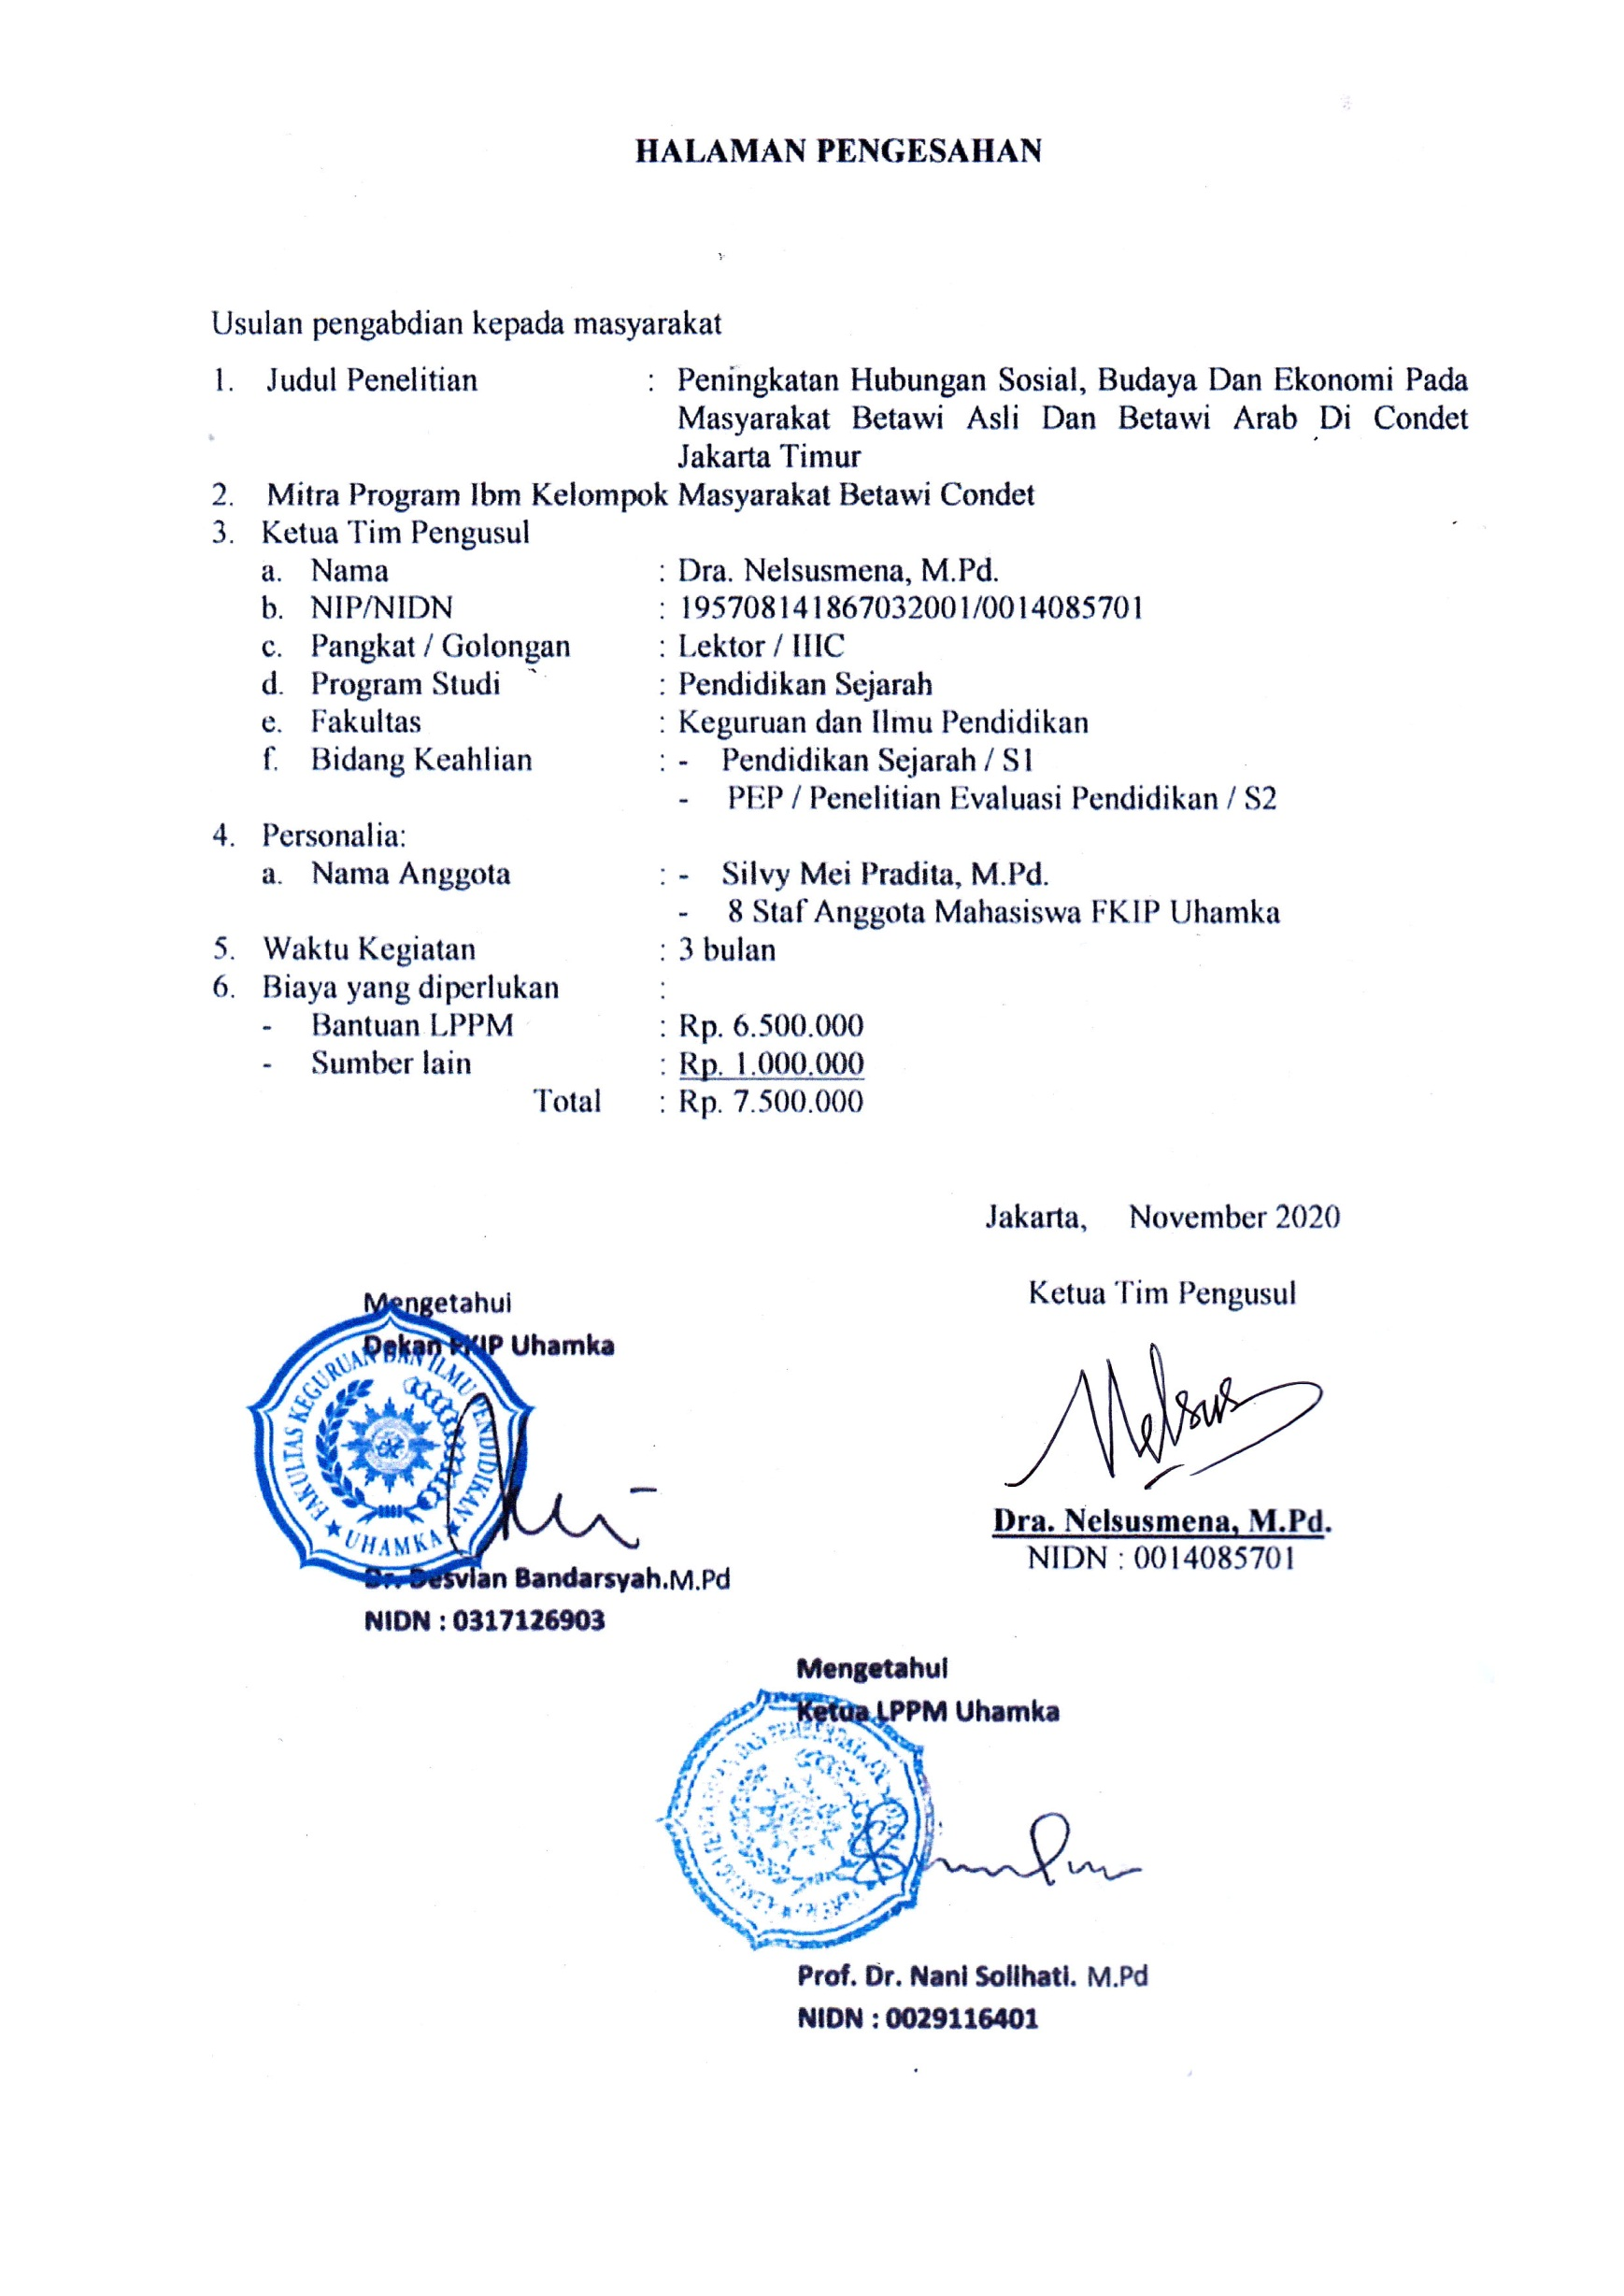 HALAMAN PENGESAHAN
Usulan pengabdian kepada masyarakat
1. Judul Penelitian : Peningkatan Hubungan Sosial, Budaya Dan Ekonomi Pada
Masyarakat Betawi Asli Dan Betawi Arab Di Condet
Jakarta Timur
2. Mitra Program Ibm Kelompok Masyarakat Betawi Condet
3. Ketua Tim Pengusul
a. Nama : Dra. Nelsusmena, M.Pd.
b. NIP/NIDN : 195708141867032001/0014085701
c. Pangkat / Golongan : Lektor / IIIC
d. Program Studi : Pendidikan Sejarah
e. Fakultas : Keguruan dan Ilmu Pendidikan
f. Bidang Keahlian : - Pendidikan Sejarah / S1
- PEP / Penelitian Evaluasi Pendidikan / S2
4. Personalia:
a. Nama Anggota : - Silvy Mei Pradita, M.Pd.
- 8 Staf Anggota Mahasiswa FKIP Uhamka
5. Waktu Kegiatan : 3 bulan
6. Biaya yang diperlukan :
- Bantuan LPPM : Rp. 6.500.000
- Sumber lain : Rp. 1.000.000
Total : Rp. 7.500.000
Jakarta, November 2020
Ketua Tim Pengusul
Nelsus
Dra. Nelsusmena, M.Pd.
NIDN : 0014085701
Mengetahui
Dekan FKIP Uhamka
FAKULTAS KEGURUAN DAN ILMU PENDIDIKAN
UHAMKA
Dr. Desvian Bandarsyah.M.Pd
NIDN : 0317126903
Mengetahui
Ketua LPPM Uhamka
Prof. Dr. Nani Solihati. M.Pd
NIDN : 0029116401